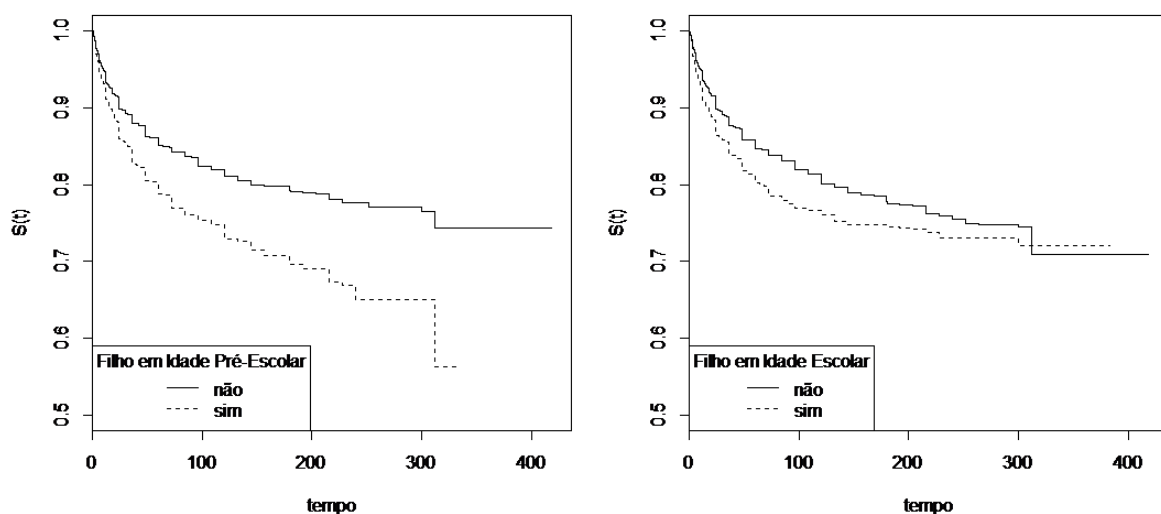 S(t)
1.0
0.9
0.8
0.7
0.6
0.5
Filho em Idade Pré-Escolar
não
sim
0 100 200 300 400
tempo
S(t)
1.0
0.9
0.8
0.7
0.6
0.5
Filho em Idade Escolar
não
sim
0 100 200 300 400
tempo